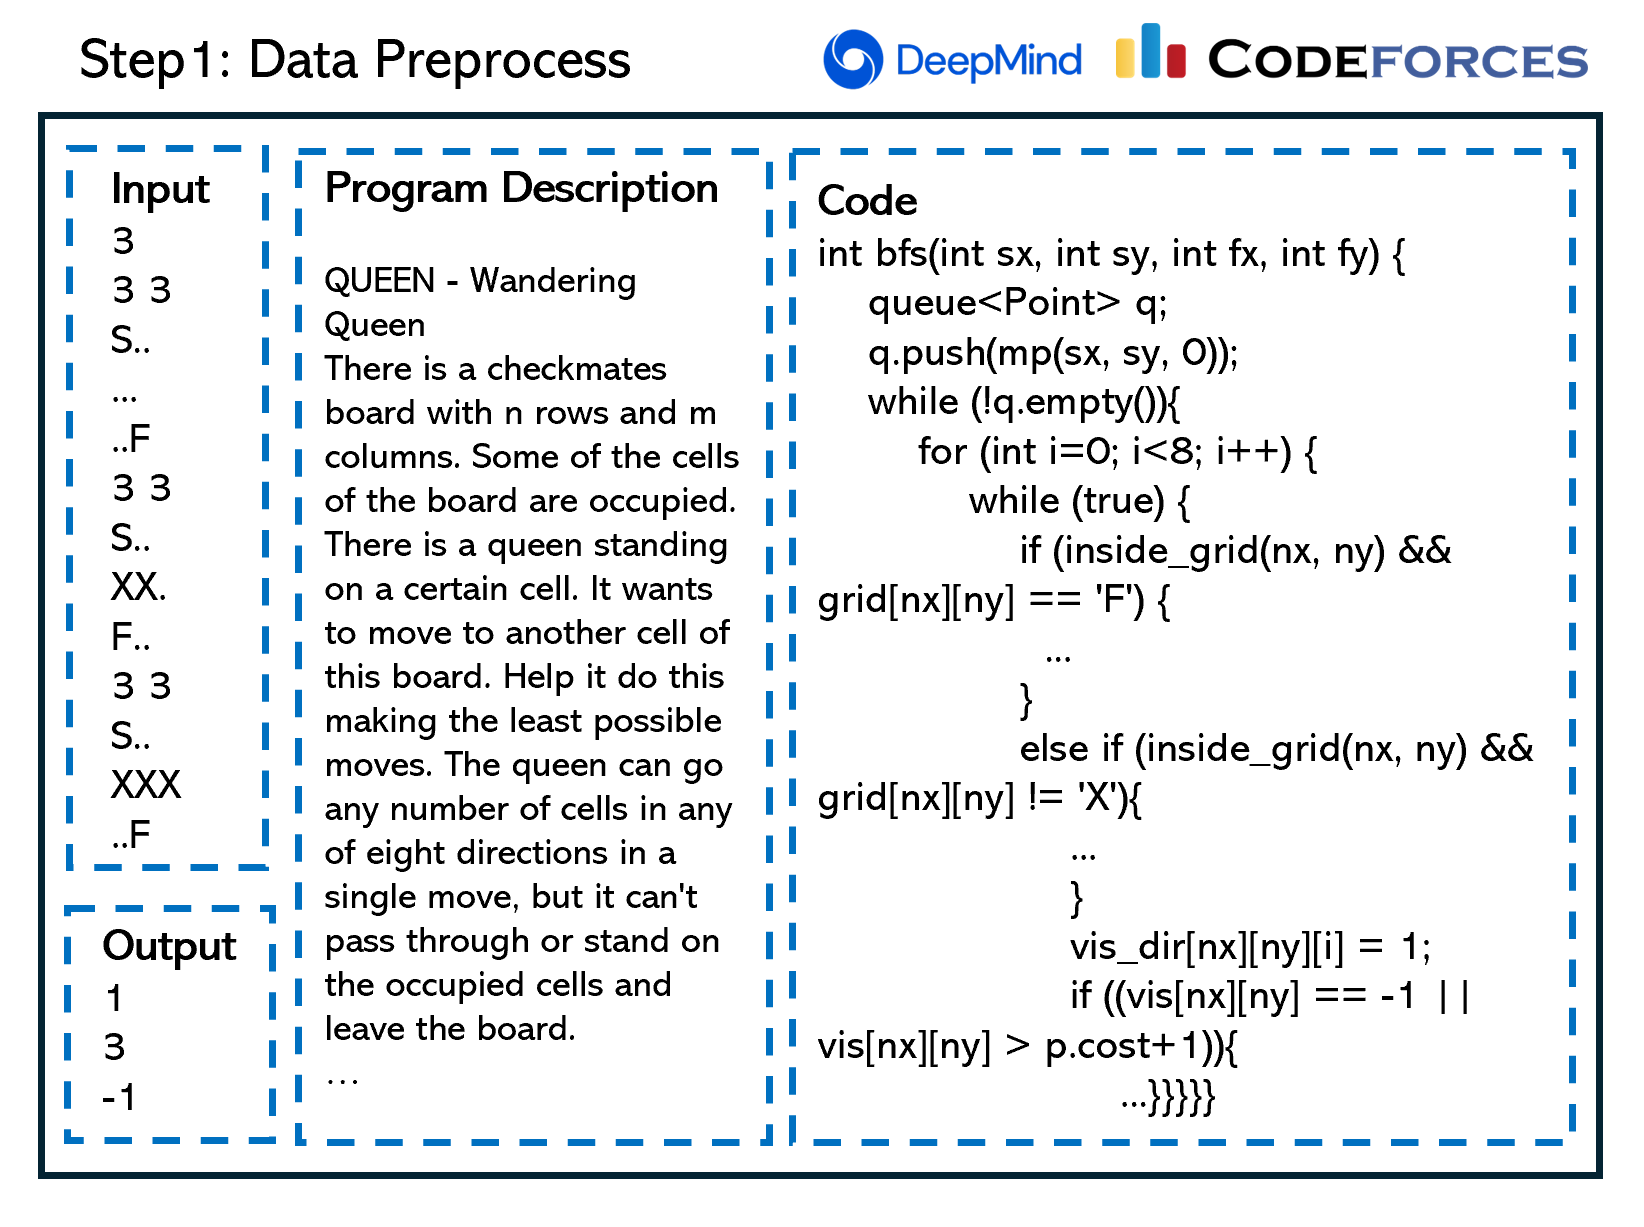 Step1: Data Preprocess
DeepMind
CODEFORCES
Input
3
3 3
S..
...
..F
3 3
S..
XX.
F..
3 3
S..
XXX
..F
Output
1
3
-1
Program Description
QUEEN - Wandering
Queen
There is a checkmates
board with n rows and m
columns. Some of the cells
of the board are occupied.
There is a queen standing
on a certain cell. It wants
to move to another cell of
this board. Help it do this
making the least possible
moves. The queen can go
any number of cells in any
of eight directions in a
single move, but it can't
pass through or stand on
the occupied cells and
leave the board.
...
Code
int bfs(int sx, int sy, int fx, int fy) {
queue<Point> q;
q.push(mp(sx, sy, 0));
while (!q.empty()){
for (int i=0; i<8; i++) {
while (true) {
if (inside_grid(nx, ny) &&
grid[nx][ny] == 'F') {
...
}
else if (inside_grid(nx, ny) &&
grid[nx][ny] != 'X'){
...
}
vis_dir[nx][ny][i] = 1;
if ((vis[nx][ny] == -1 ||
vis[nx][ny] > p.cost+1)){
...}}}}}